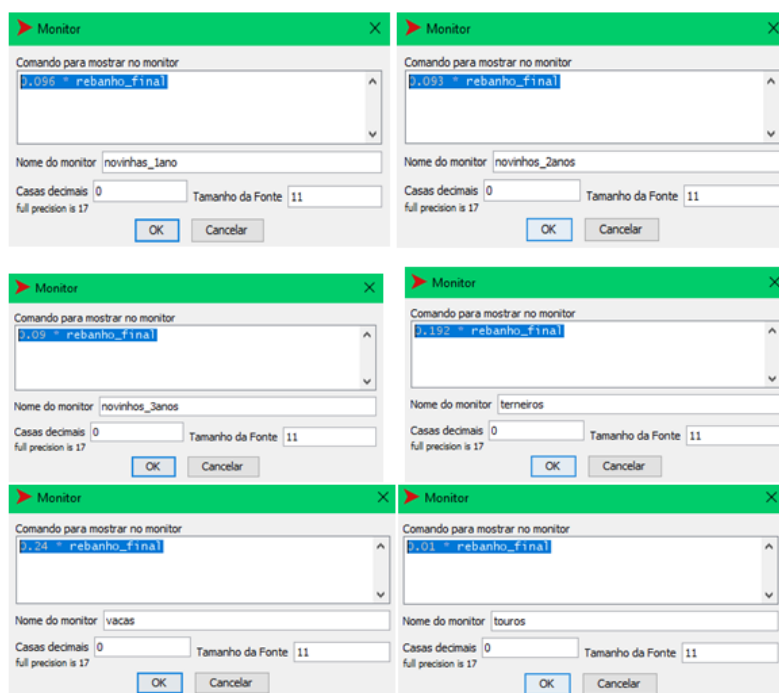 Monitor
Comando para mostrar no monitor
0.096 * rebanho_final
Nome do monitor novinhas_1ano
Casas decimais 0 Tamanho da Fonte 11
full precision is 17
OK Cancelar
Monitor
Comando para mostrar no monitor
0.093 * rebanho_final
Nome do monitor novinhos_2anos
Casas decimais 0 Tamanho da Fonte 11
full precision is 17
OK Cancelar
Monitor
Comando para mostrar no monitor
0.09 * rebanho_final
Nome do monitor novinhos_3anos
Casas decimais 0 Tamanho da Fonte 11
full precision is 17
OK Cancelar
Monitor
Comando para mostrar no monitor
0.192 * rebanho_final
Nome do monitor terneiros
Casas decimais 0 Tamanho da Fonte 11
full precision is 17
OK Cancelar
Monitor
Comando para mostrar no monitor
0.24 * rebanho_final
Nome do monitor vacas
Casas decimais 0 Tamanho da Fonte 11
full precision is 17
OK Cancelar
Monitor
Comando para mostrar no monitor
0.01 * rebanho_final
Nome do monitor touros
Casas decimais 0 Tamanho da Fonte 11
full precision is 17
OK Cancelar